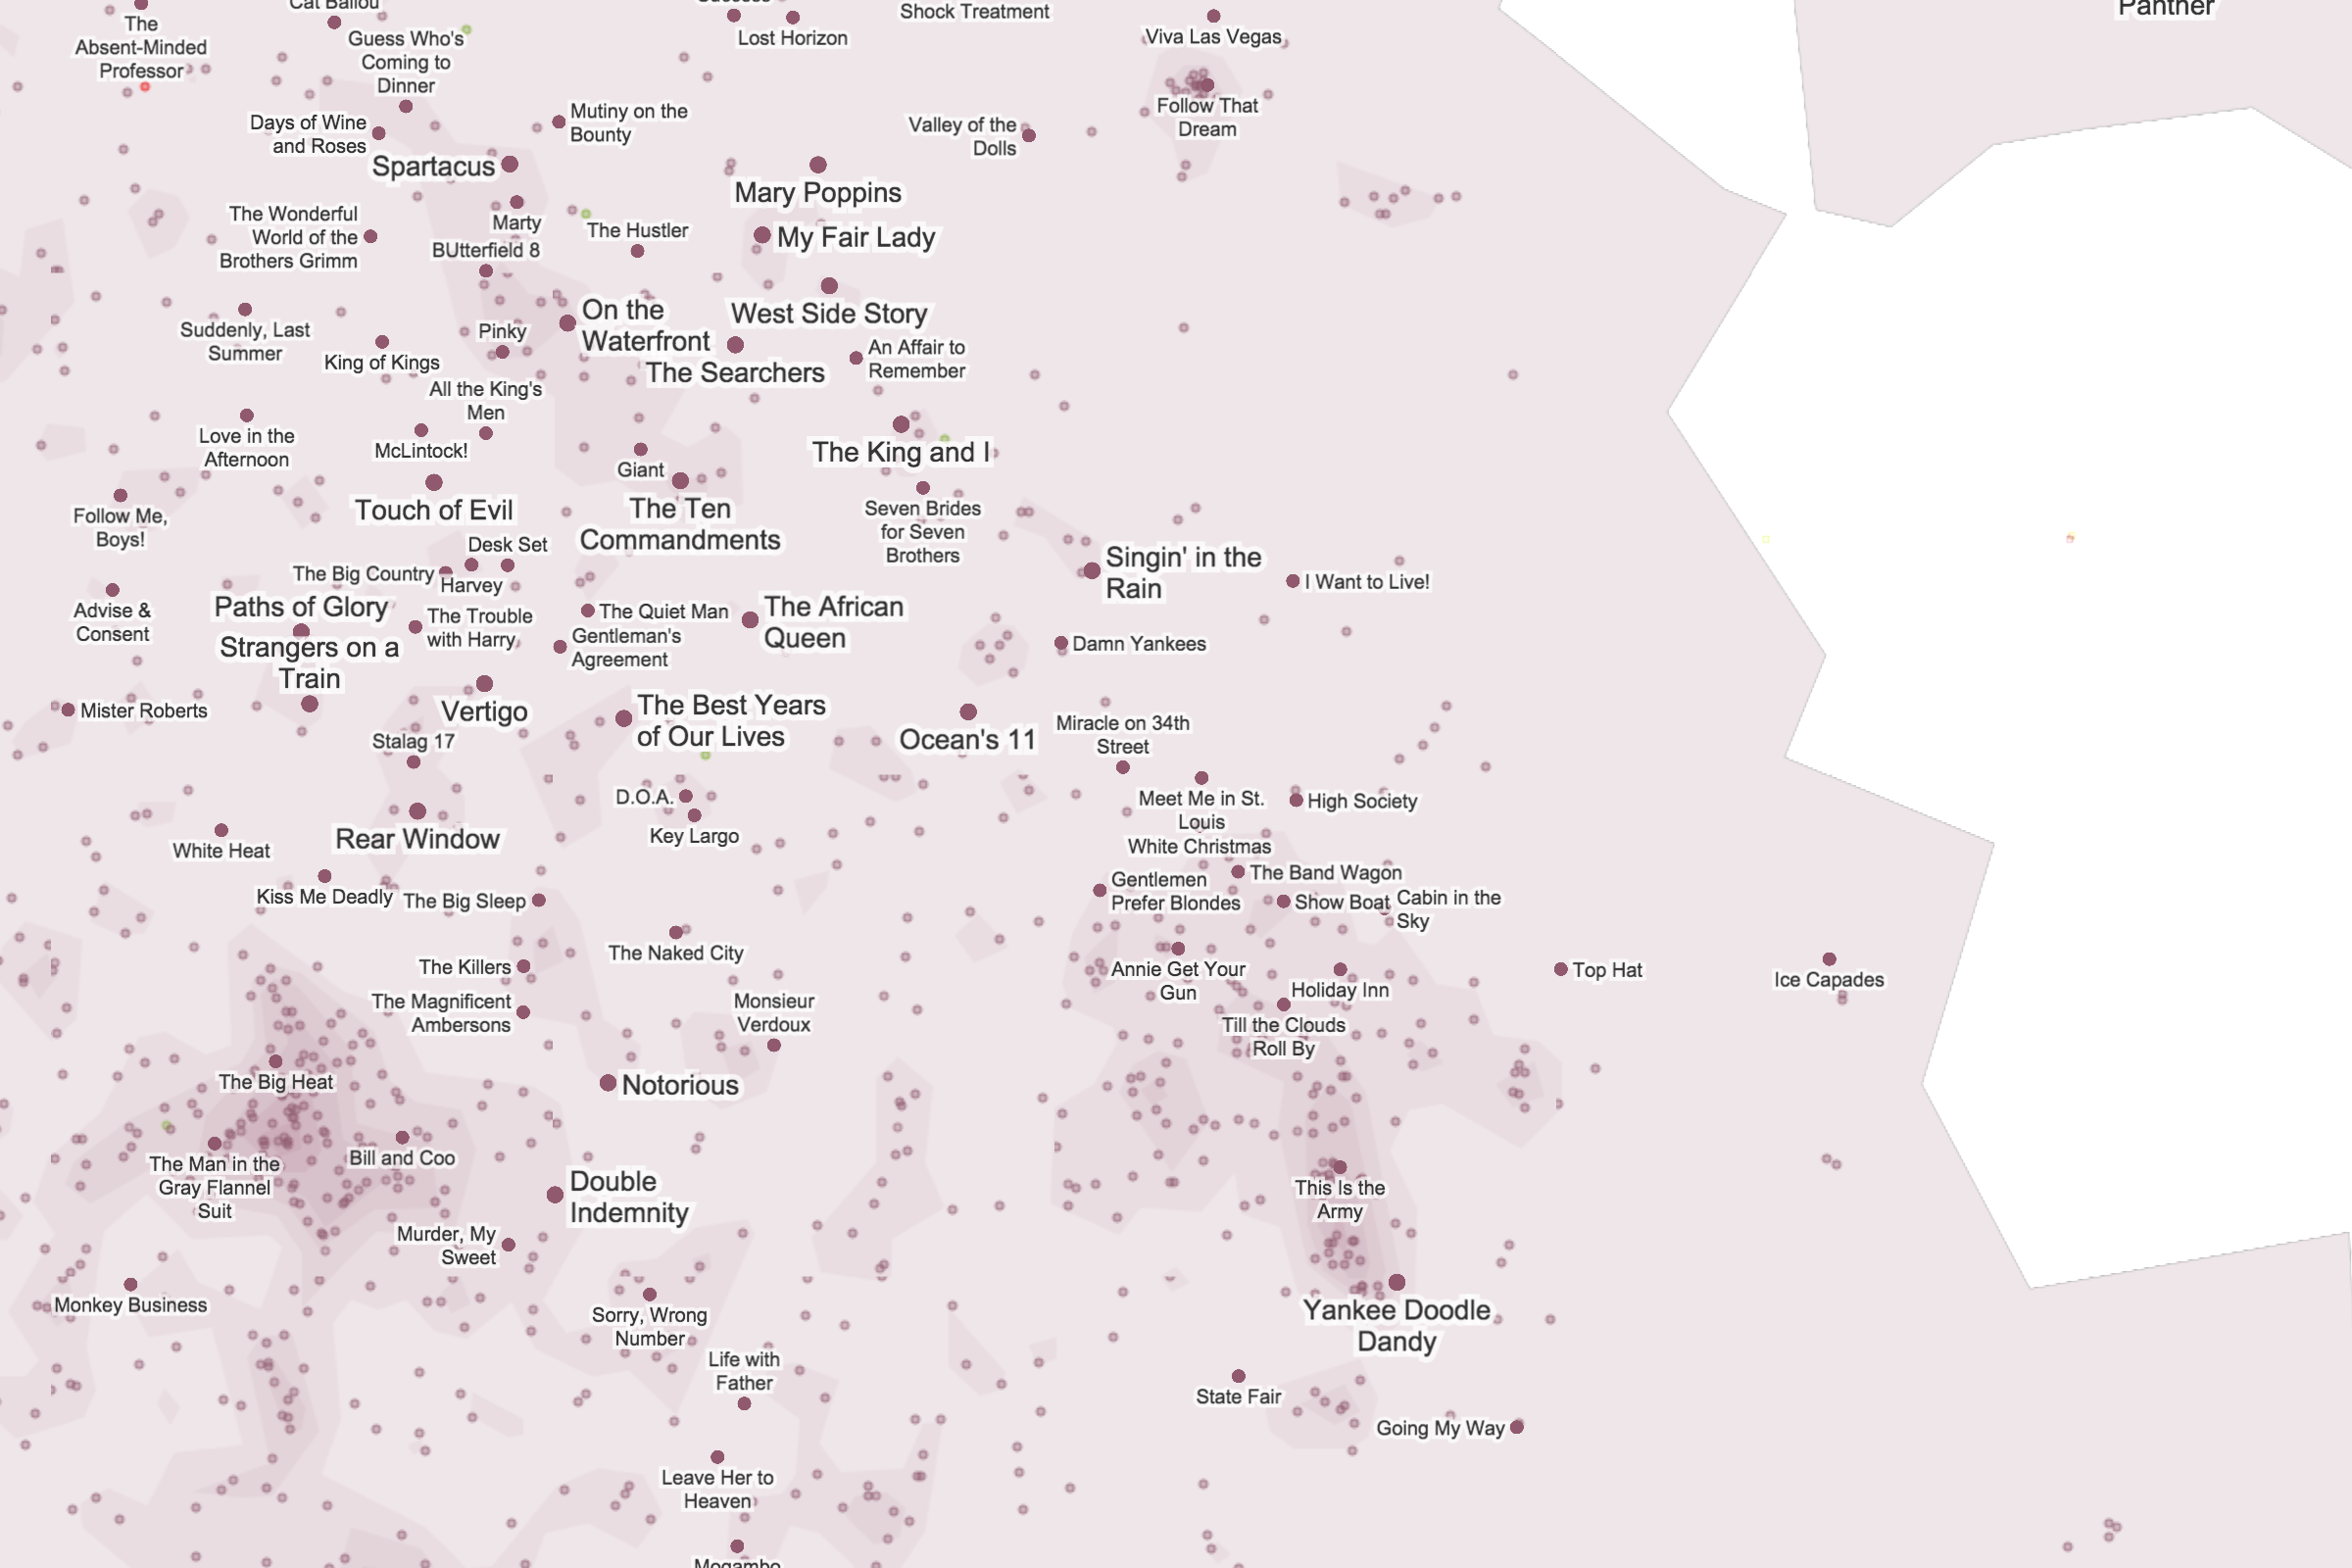 Cat Ballou
Success
Shock Treatment
Panther
The
Absent-Minded
Professor
Guess Who's
Coming to
Dinner
Lost Horizon
Viva Las Vegas
Days of Wine
and Roses
Mutiny on the
Bounty
Valley of the
Dolls
Follow That
Dream
Spartacus
Mary Poppins
The Wonderful
World of the
Brothers Grimm
Marty
BUtterfield 8
The Hustler
My Fair Lady
Suddenly, Last
Summer
King of Kings
Pinky
On the
Waterfront
West Side Story
The Searchers
An Affair to
Remember
All the King's
Men
Love in the
Afternoon
McLintock!
Giant
The King and I
Follow Me,
Boys!
Touch of Evil
The Ten
Commandments
Seven Brides
for Seven
Brothers
Desk Set
The Big Country
Harvey
Singin' in the
Rain
I Want to Live!
Advise &
Consent
Paths of Glory
The Trouble
with Harry
The Quiet Man
Gentleman's
Agreement
The African
Queen
Damn Yankees
Strangers on a
Train
Mister Roberts
Vertigo
The Best Years
of Our Lives
Ocean's 11
Miracle on 34th
Street
Stalag 17
D.O.A.
Key Largo
Meet Me in St.
Louis
High Society
White Heat
Rear Window
White Christmas
Kiss Me Deadly
The Big Sleep
Gentlemen
Prefer Blondes
The Band Wagon
Show Boat
Cabin in the
Sky
The Naked City
The Killers
Annie Get Your
Gun
Holiday Inn
Top Hat
Ice Capades
The Magnificent
Ambersons
Monsieur
Verdoux
Till the Clouds
Roll By
The Big Heat
Notorious
The Man in the
Gray Flannel
Suit
Bill and Coo
Double
Indemnity
This Is the
Army
Murder, My
Sweet
Monkey Business
Sorry, Wrong
Number
Yankee Doodle
Dandy
Life with
Father
State Fair
Going My Way
Leave Her to
Heaven
Mogambo